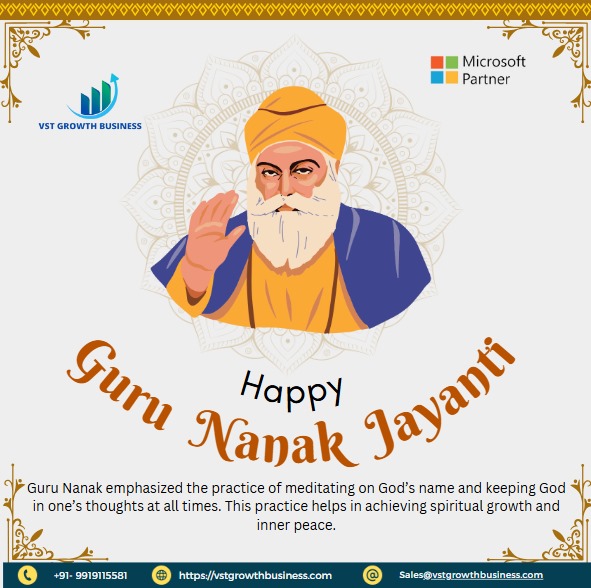 VST GROWTH BUSINESS
Microsoft
Partner
Happy
Guru Nanak Jayanti
Guru Nanak emphasized the practice of meditating on God’s name and keeping God
in one’s thoughts at all times. This practice helps in achieving spiritual growth and
inner peace.
+91- 9919115581
https://vstgrowthbusiness.com
Sales@vstgrowthbusiness.com